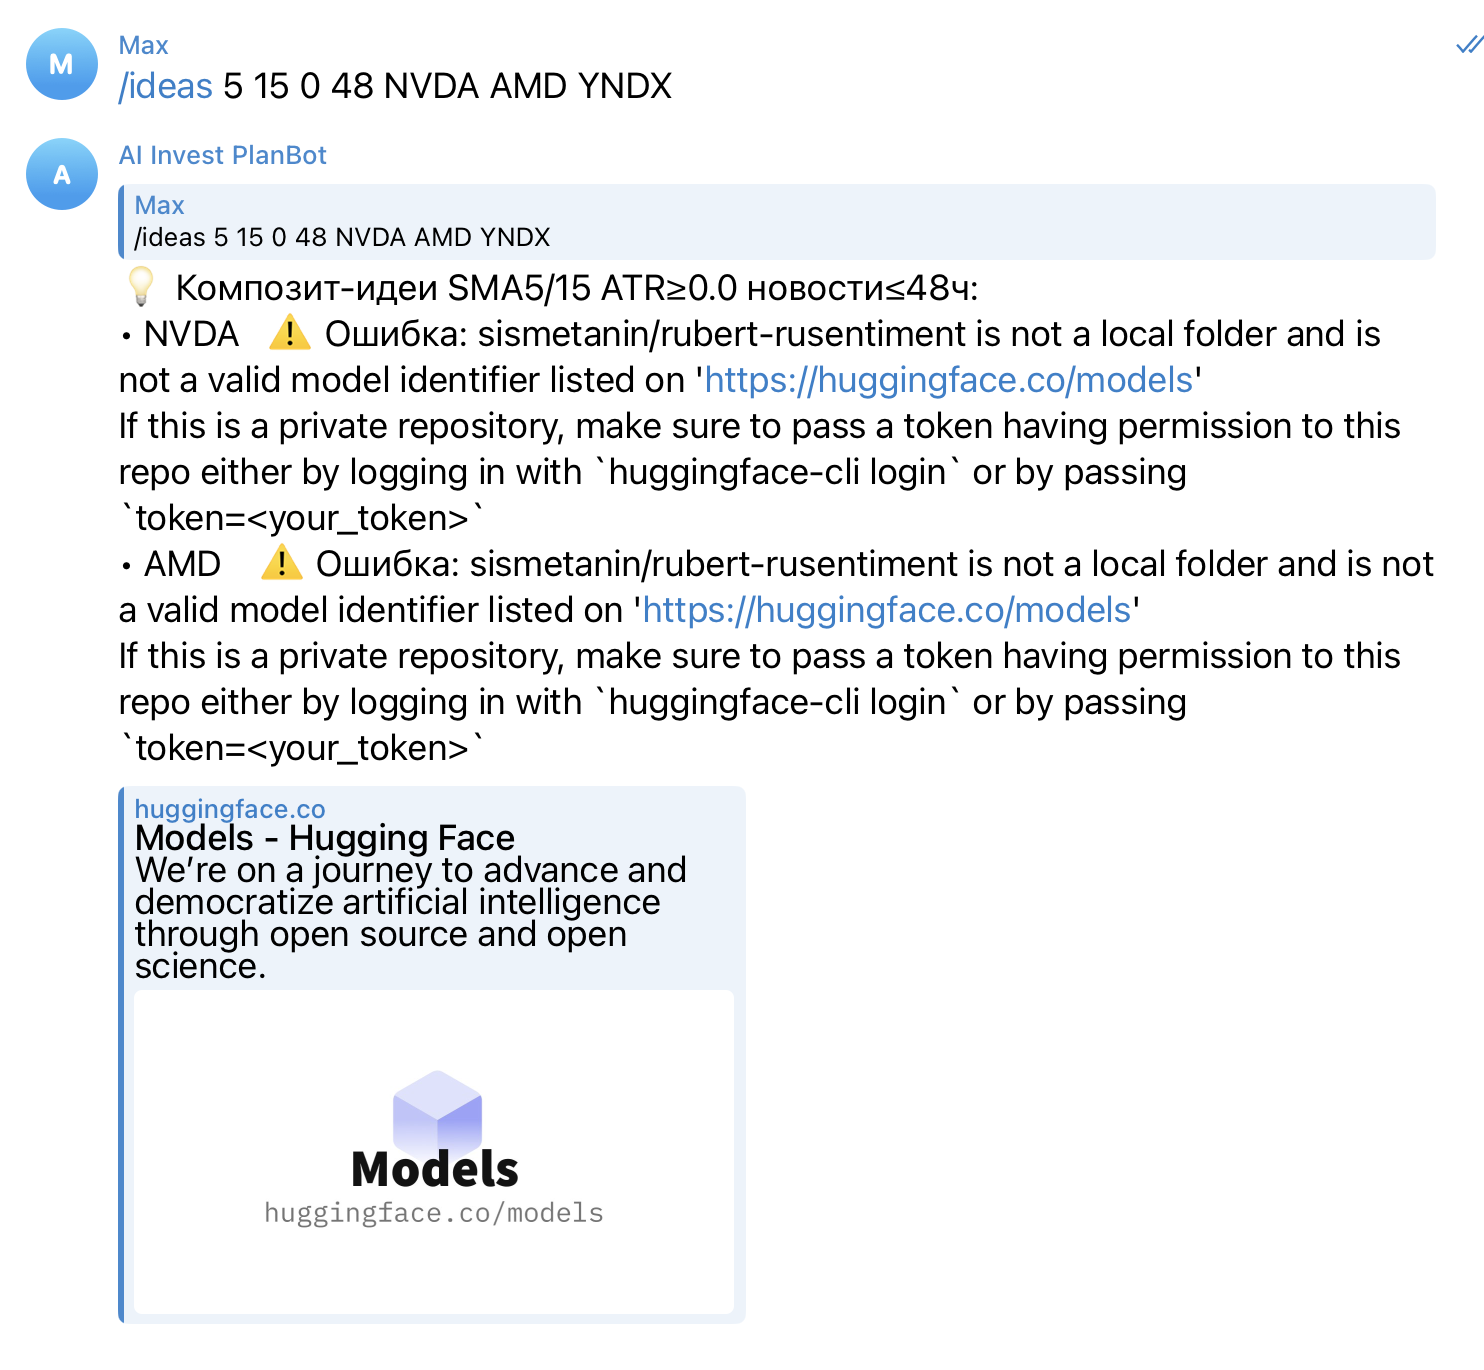 M
Max
/ideas 5 15 0 48 NVDA AMD YNDX
A
AI Invest PlanBot
Max
/ideas 5 15 0 48 NVDA AMD YNDX
💡 Композит-идеи SMA5/15 ATR≥0.0 новости≤48ч:
• NVDA ⚠️ Ошибка: sismetanin/rubert-rusentiment is not a local folder and is
not a valid model identifier listed on 'https://huggingface.co/models'
If this is a private repository, make sure to pass a token having permission to this
repo either by logging in with `huggingface-cli login` or by passing
`token=<your_token>`
• AMD ⚠️ Ошибка: sismetanin/rubert-rusentiment is not a local folder and is not
a valid model identifier listed on 'https://huggingface.co/models'
If this is a private repository, make sure to pass a token having permission to this
repo either by logging in with `huggingface-cli login` or by passing
`token=<your_token>`
huggingface.co
Models - Hugging Face
We’re on a journey to advance and
democratize artificial intelligence
through open source and open
science.
Models
huggingface.co/models